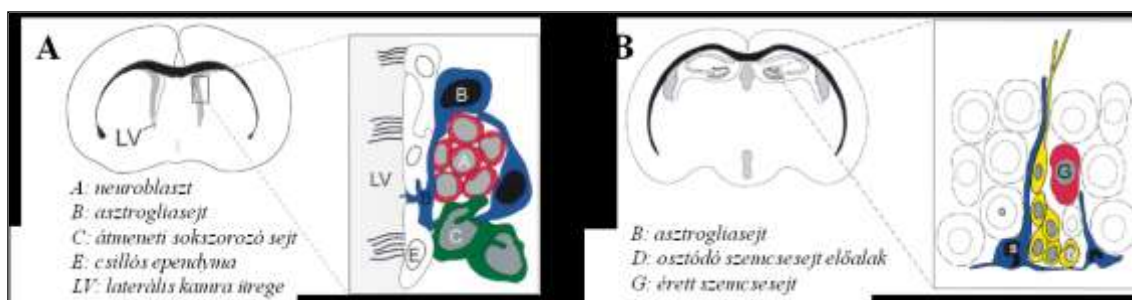 A
LV
A: neuroblaszt
B: asztrogliasejt
C: átmeneti sokszorozó sejt
E: csillós ependyma
LV: laterális kamra ürege
LV
B
A
B
C
E
B
B: asztrogliasejt
D: osztódó szemcsesejt előalak
G: érett szemcsesejt
G
B